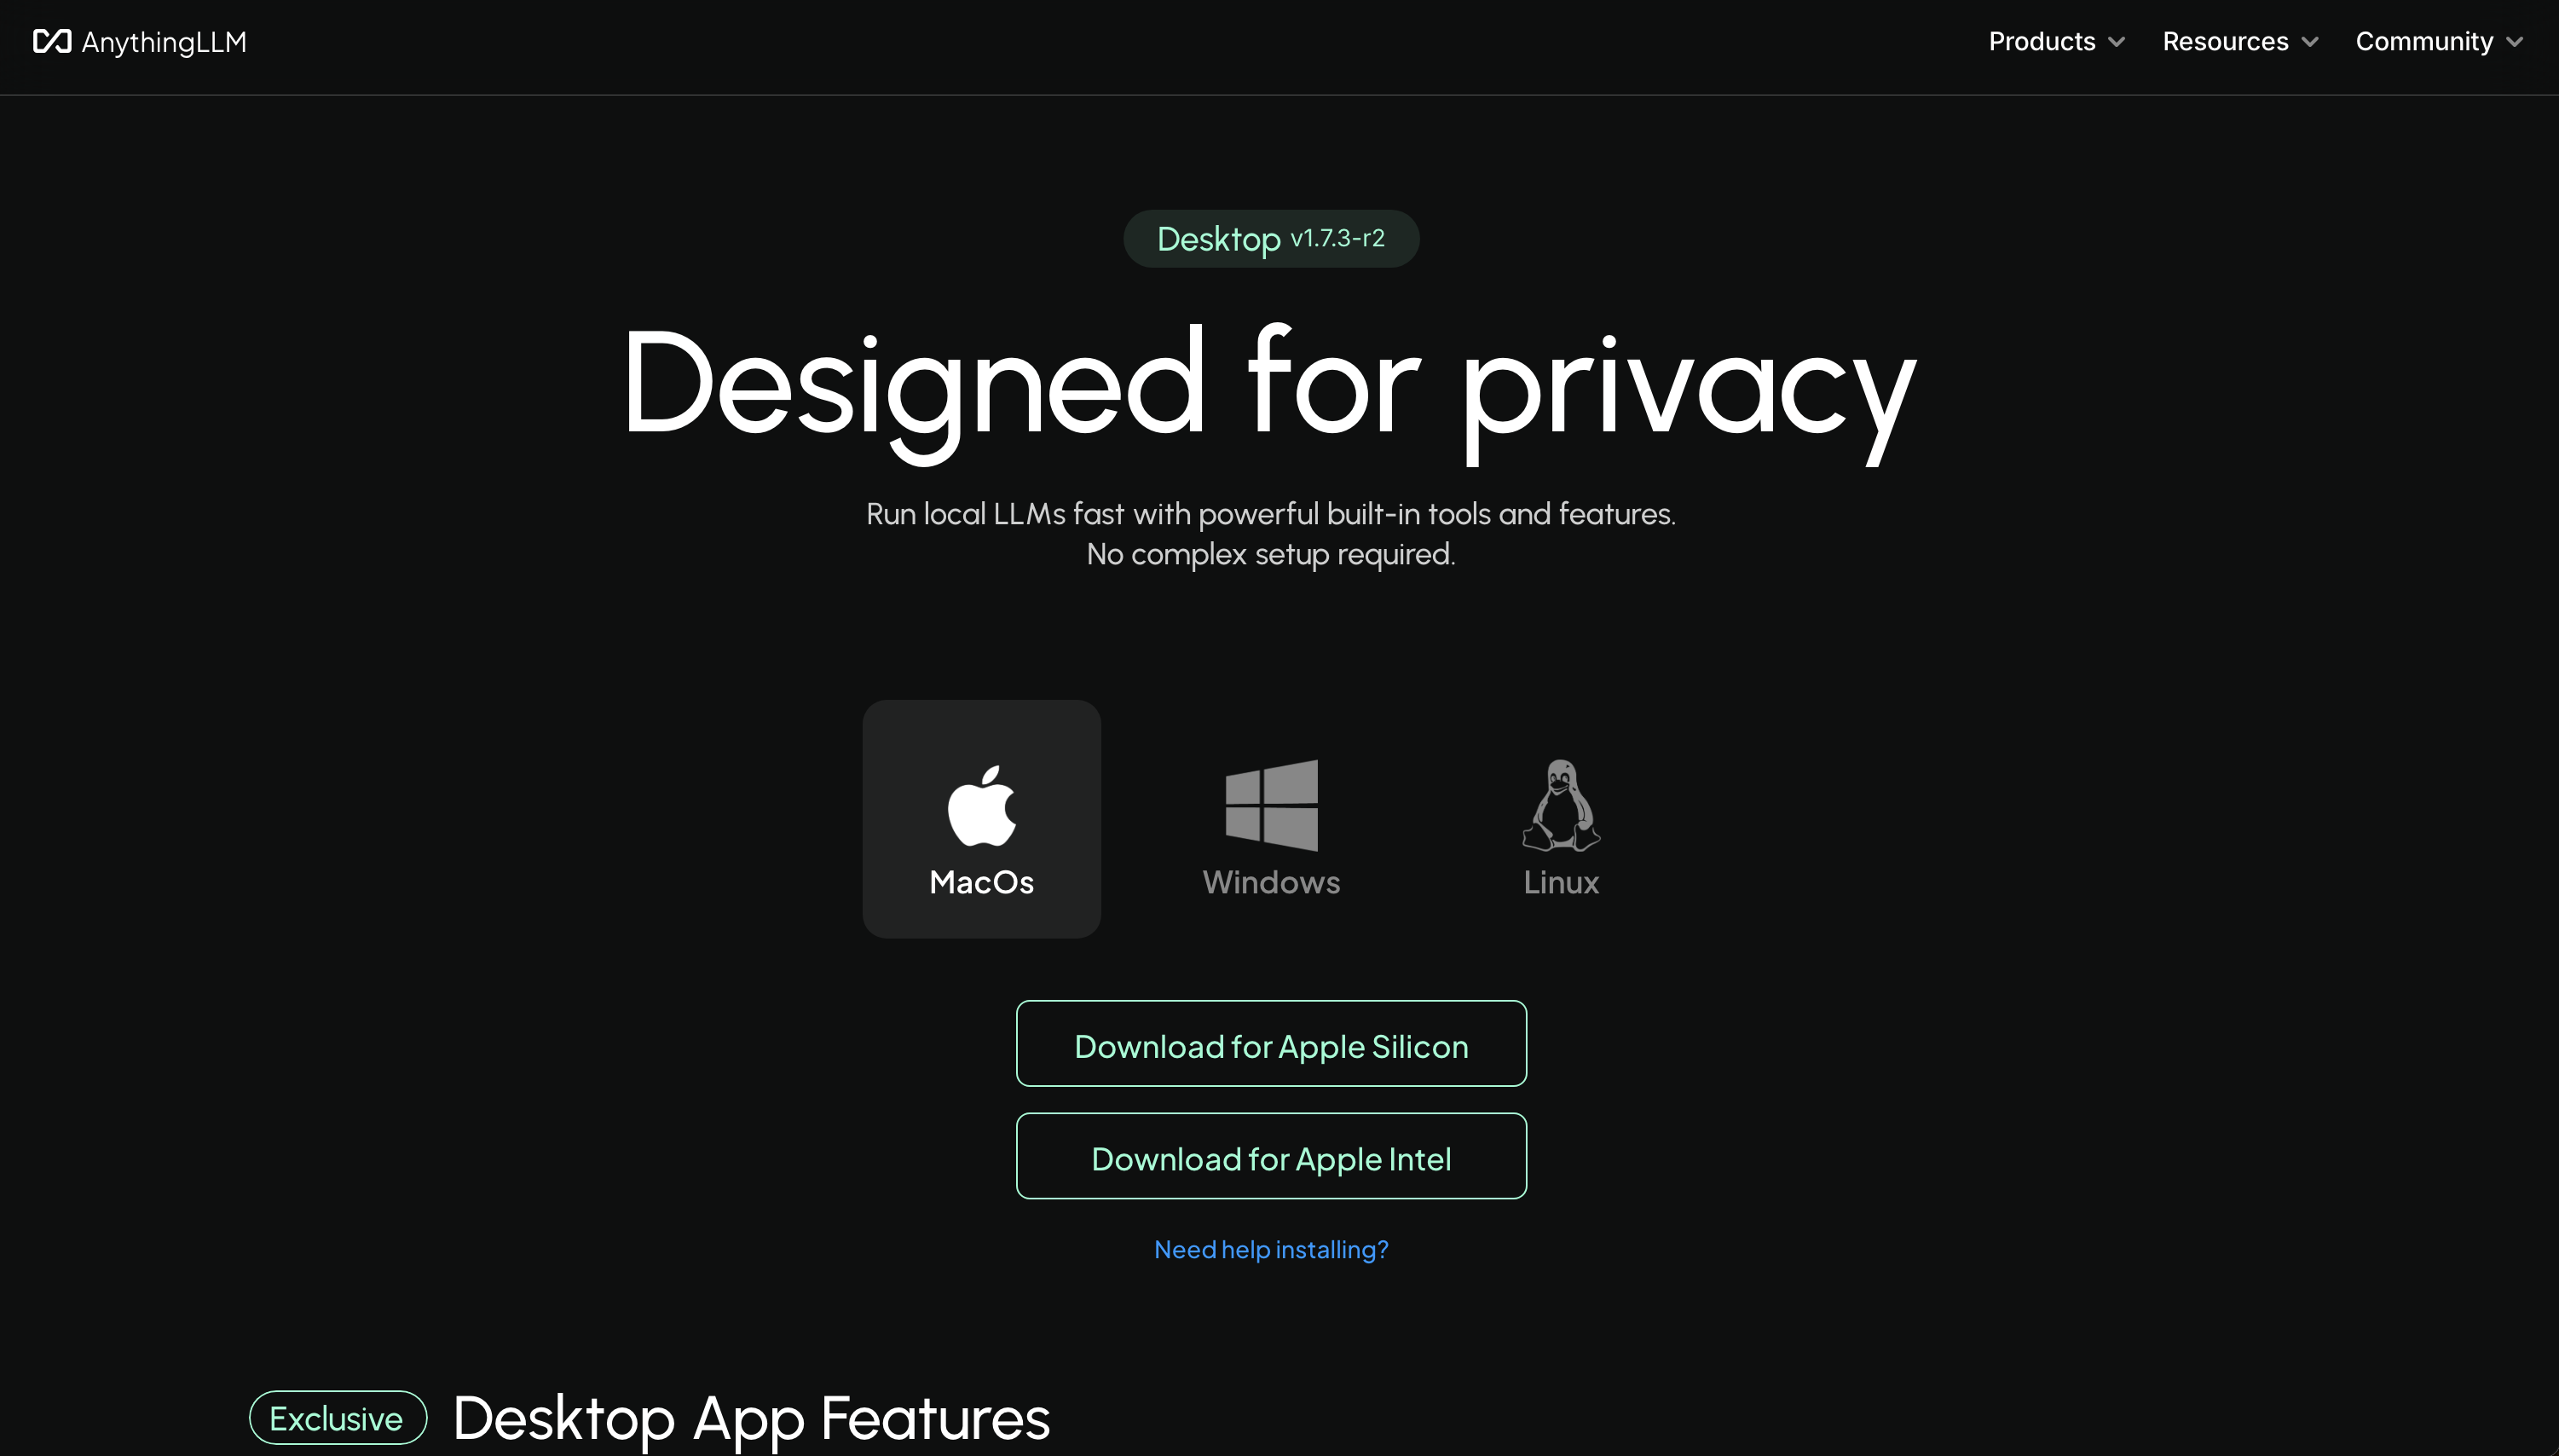 AnythingLLM
Products
Resources
Community
Desktop v1.7.3-r2
Designed for privacy
Run local LLMs fast with powerful built-in tools and features.
No complex setup required.
MacOs
Windows
Linux
Download for Apple Silicon
Download for Apple Intel
Need help installing?
Exclusive Desktop App Features